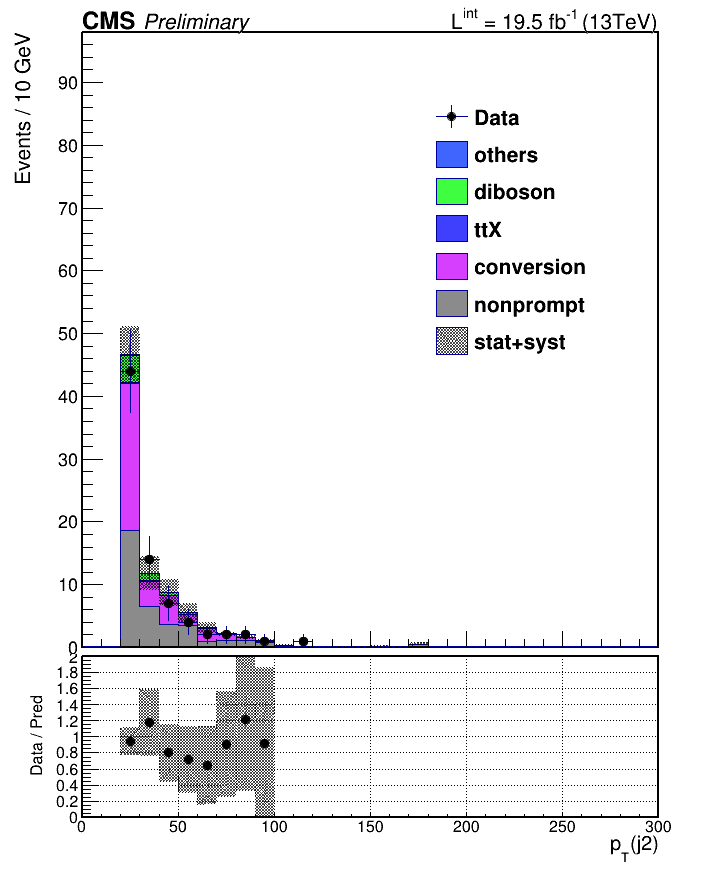 CMS Preliminary
L^int = 19.5 fb^-1 (13TeV)
Events / 10 GeV
90
80
70
60
50
40
30
20
10
0
Data
others
diboson
ttX
conversion
nonprompt
stat+syst
Data / Pred
2
1.8
1.6
1.4
1.2
1
0.8
0.6
0.4
0.2
0
0 50 100 150 200 250 300
p_T(j2)